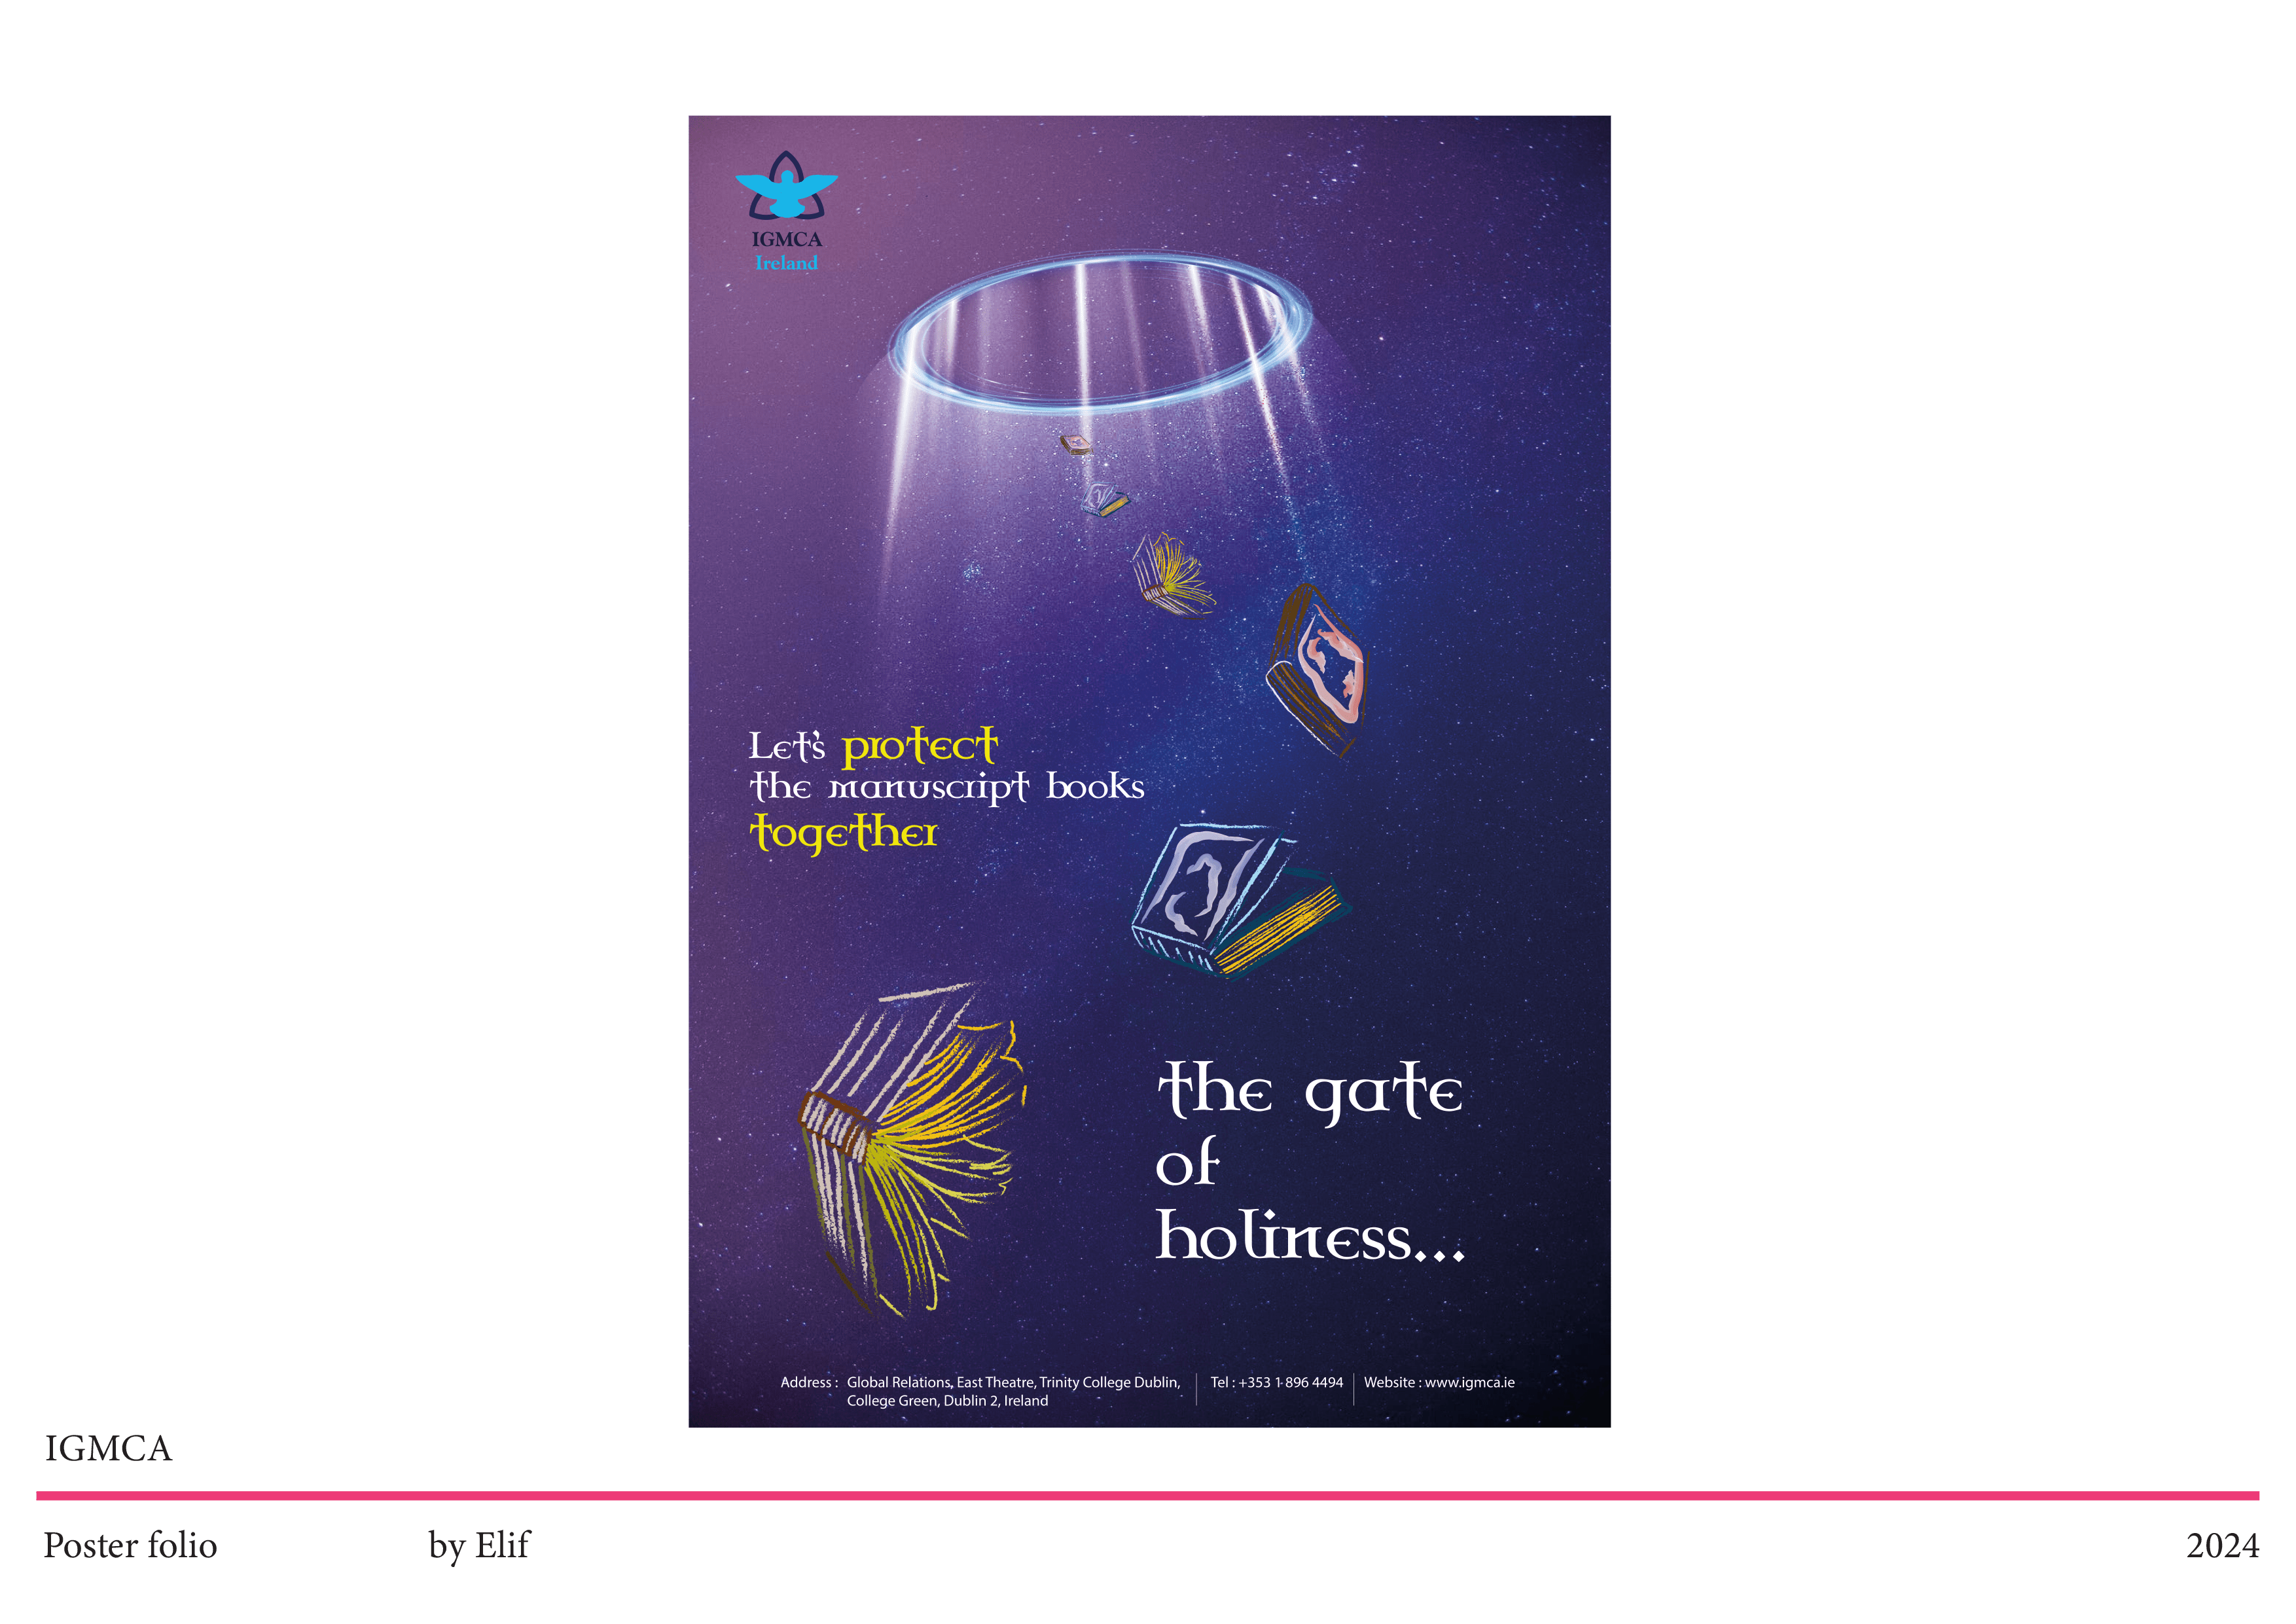 IGMCA
Ireland
Let's protect
the manuscript books
together
the gate
of
holiness...
Address : Global Relations, East Theatre, Trinity College Dublin,
College Green, Dublin 2, Ireland
Tel : +353 1 896 4494
Website : www.igmca.ie
IGMCA
Poster folio
by Elif
2024